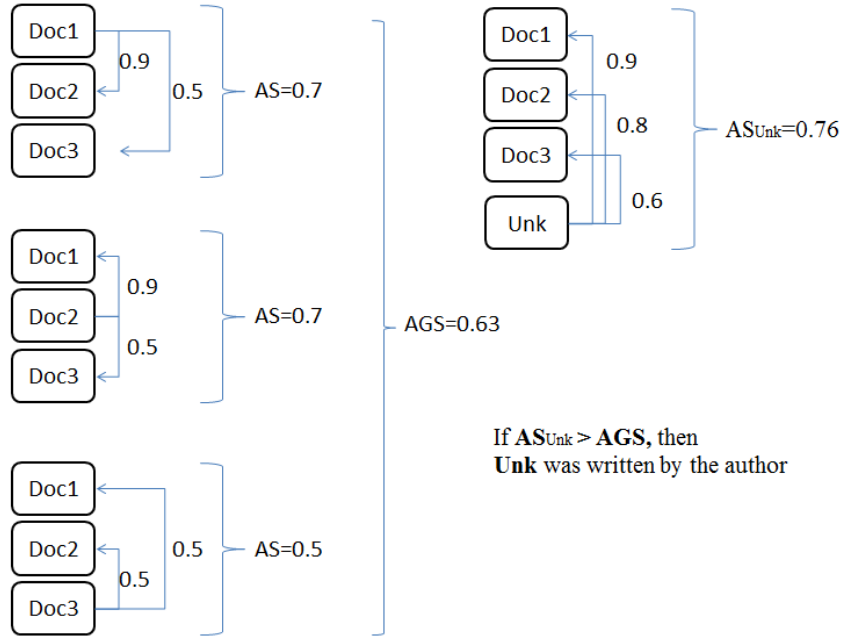 Doc1
0.9
Doc2
0.5
Doc3
AS=0.7
Doc1
0.9
Doc2
0.5
Doc3
AS=0.7
Doc1
Doc2
0.5
0.5
Doc3
AS=0.5
AGS=0.63
Doc1
0.9
Doc2
0.8
Doc3
0.6
Unk
ASUnk=0.76
If ASUnk > AGS, then
Unk was written by the author